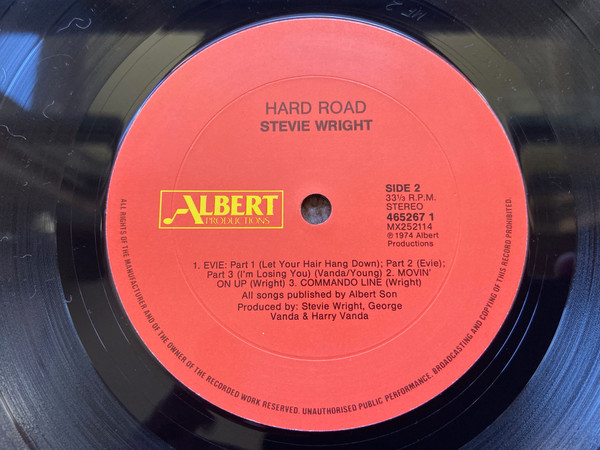 HARD ROAD
STEVIE WRIGHT
ALBERT
PRODUCTIONS
SIDE 2
33⅓ R.P.M.
STEREO
465267 1
MX252114
℗ 1974 Albert
Productions
1. EVIE: Part 1 (Let Your Hair Hang Down); Part 2 (Evie);
Part 3 (I'm Losing You) (Vanda/Young) 2. MOVIN'
ON UP (Wright) 3. COMMANDO LINE (Wright)
All songs published by Albert Son
Produced by: Stevie Wright, George
Vanda & Harry Vanda
ALL RIGHTS OF THE MANUFACTURER AND OF THE OWNER OF THE RECORDED WORK RESERVED. UNAUTHORISED PUBLIC PERFORMANCE, BROADCASTING AND COPYING OF THIS RECORD PROHIBITED.